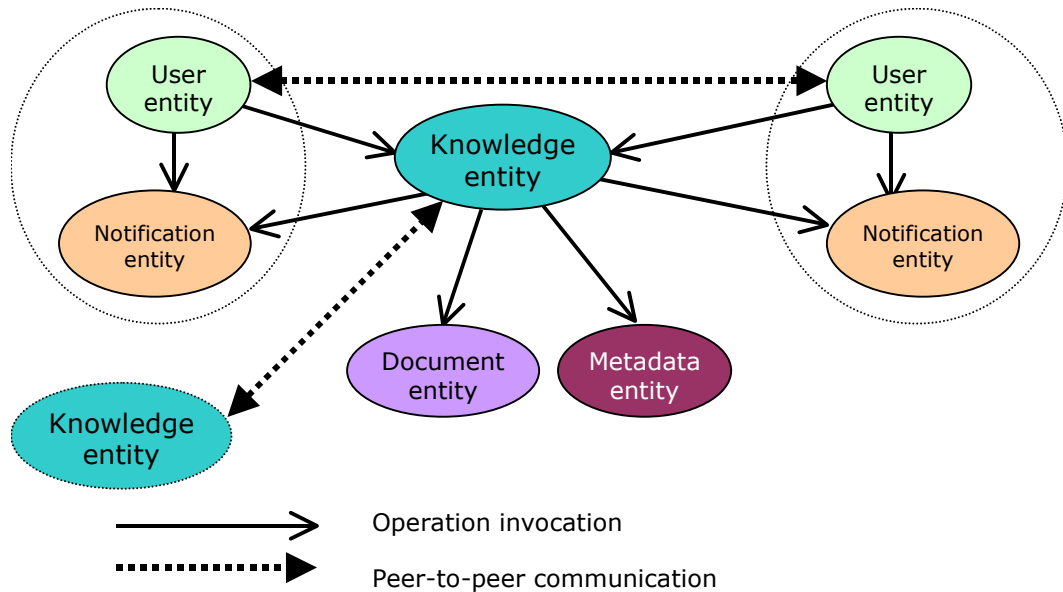 User
entity
User
entity
Knowledge
entity
Notification
entity
Notification
entity
Document
entity
Metadata
entity
Knowledge
entity
Operation invocation
Peer-to-peer communication